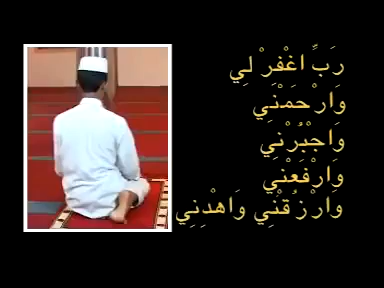 رَبِّ اغْفِرْ لِي
وَارْحَمْنِي
وَاجْبُرْنِي
وَارْفَعْنِي
وَارْزُقْنِي وَاهْدِنِي